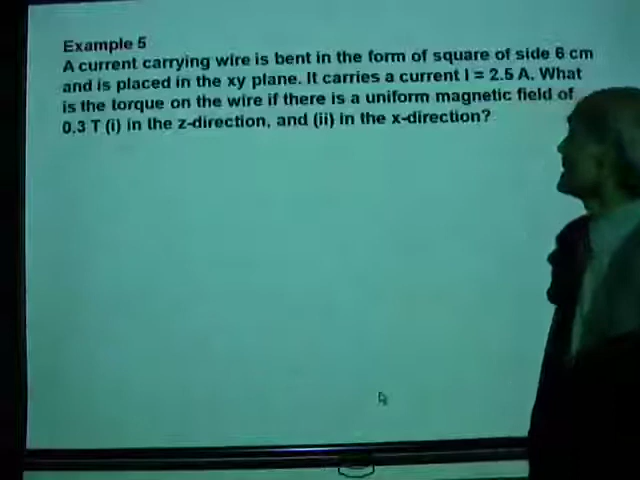 Example 5
A current carrying wire is bent in the form of square of side 6 cm
and is placed in the xy plane. It carries a current I = 2.5 A. What
is the torque on the wire if there is a uniform magnetic field of
0.3 T (i) in the z-direction, and (ii) in the x-direction?